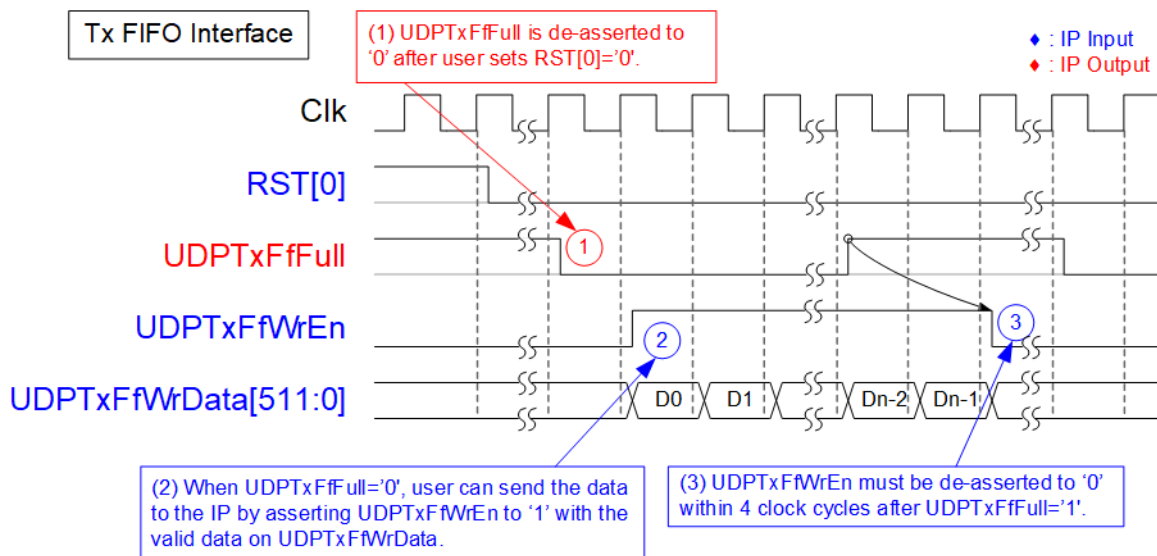 Tx FIFO Interface
(1) UDPTxFfFull is de-asserted to
‘0’ after user sets RST[0]=’0’.
♦ : IP Input
♦ : IP Output
Clk
RST[0]
UDPTxFfFull
1
UDPTxFfWrEn
2
3
UDPTxFfWrData[511:0]
D0
D1
Dn-2
Dn-1
(2) When UDPTxFfFull=’0’, user can send the data
to the IP by asserting UDPTxFfWrEn to ‘1’ with the
valid data on UDPTxFfWrData.
(3) UDPTxFfWrEn must be de-asserted to ‘0’
within 4 clock cycles after UDPTxFfFull=’1’.